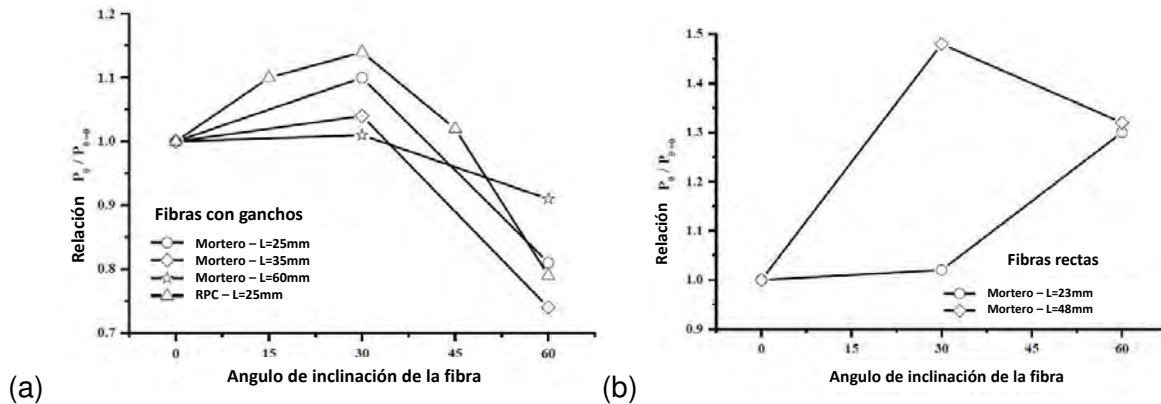 1.2
1.1
1.0
0.9
0.8
0.7
Relación P_θ / P_θ=0
Fibras con ganchos
Mortero – L=25mm
Mortero – L=35mm
Mortero – L=60mm
RPC – L=25mm
0 15 30 45 60
Angulo de inclinación de la fibra
(a)
1.5
1.4
1.3
1.2
1.1
1.0
0.9
Relación P_θ / P_θ=0
Fibras rectas
Mortero – L=23mm
Mortero – L=48mm
0 15 30 45 60
Angulo de inclinación de la fibra
(b)